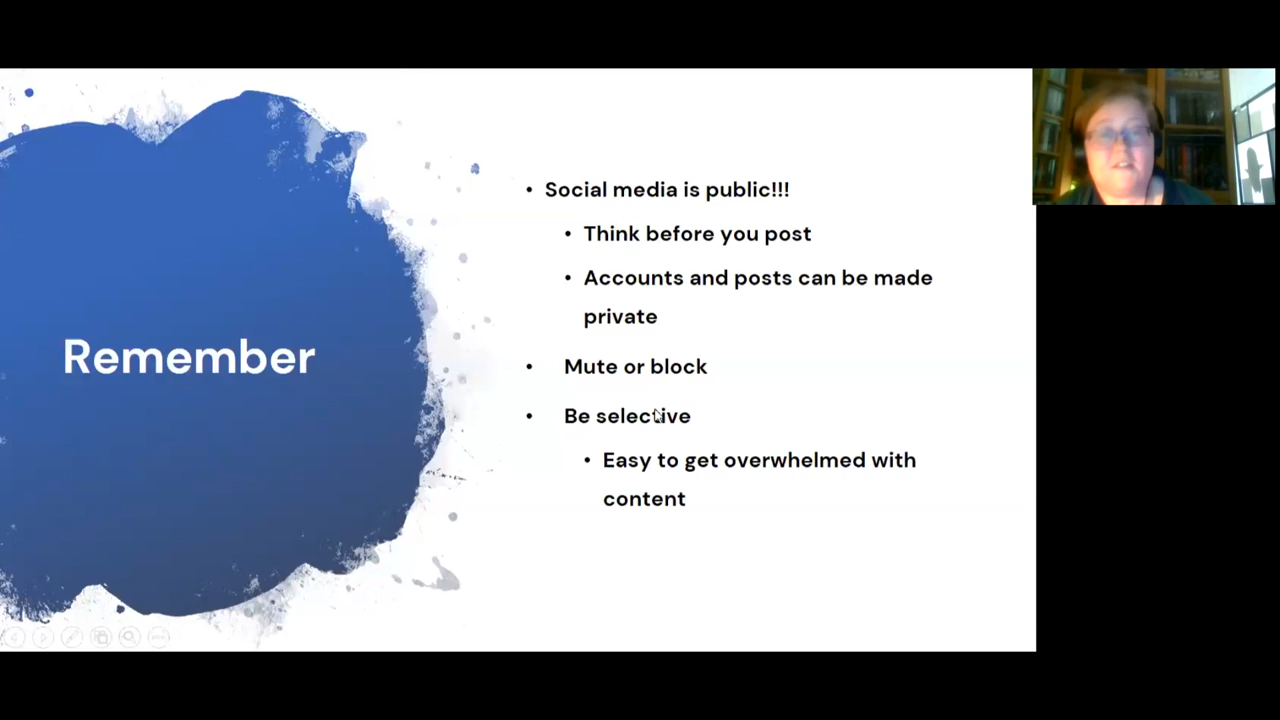 Remember
• Social media is public!!!
• Think before you post
• Accounts and posts can be made
private
• Mute or block
• Be selective
• Easy to get overwhelmed with
content